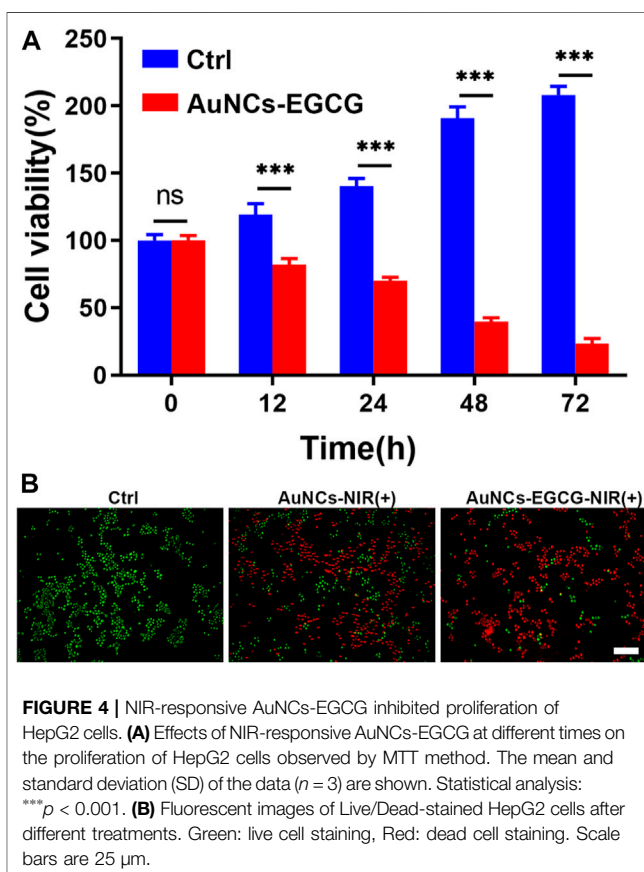 A
Ctrl
AuNCs-EGCG
Cell viability(%)
250
200
150
100
50
0
ns
***
***
***
***
0 12 24 48 72
Time(h)
B
Ctrl AuNCs-NIR(+) AuNCs-EGCG-NIR(+)
FIGURE 4 | NIR-responsive AuNCs-EGCG inhibited proliferation of
HepG2 cells. (A) Effects of NIR-responsive AuNCs-EGCG at different times on
the proliferation of HepG2 cells observed by MTT method. The mean and
standard deviation (SD) of the data (n = 3) are shown. Statistical analysis:
***p < 0.001. (B) Fluorescent images of Live/Dead-stained HepG2 cells after
different treatments. Green: live cell staining, Red: dead cell staining. Scale
bars are 25 μm.